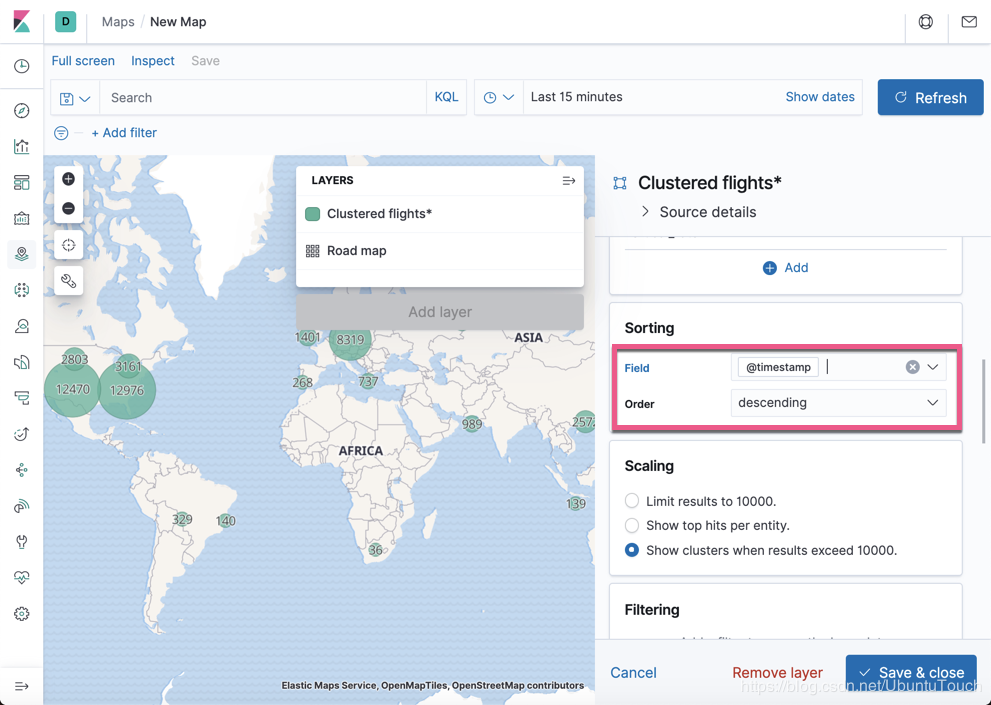 D Maps / New Map
Full screen Inspect Save
Search KQL Last 15 minutes Show dates Refresh
+ Add filter
LAYERS
Clustered flights*
Road map
Add layer
1401
8319
ASIA
2803
3161
12470
12976
268
737
989
257
AFRICA
139
329
140
36
Elastic Maps Service, OpenMapTiles, OpenStreetMap contributors
Clustered flights*
Source details
Add
Sorting
Field @timestamp
Order descending
Scaling
Limit results to 10000.
Show top hits per entity.
Show clusters when results exceed 10000.
Filtering
Cancel Remove layer Save & close
https://blog.csdn.net/UbuntuTouch